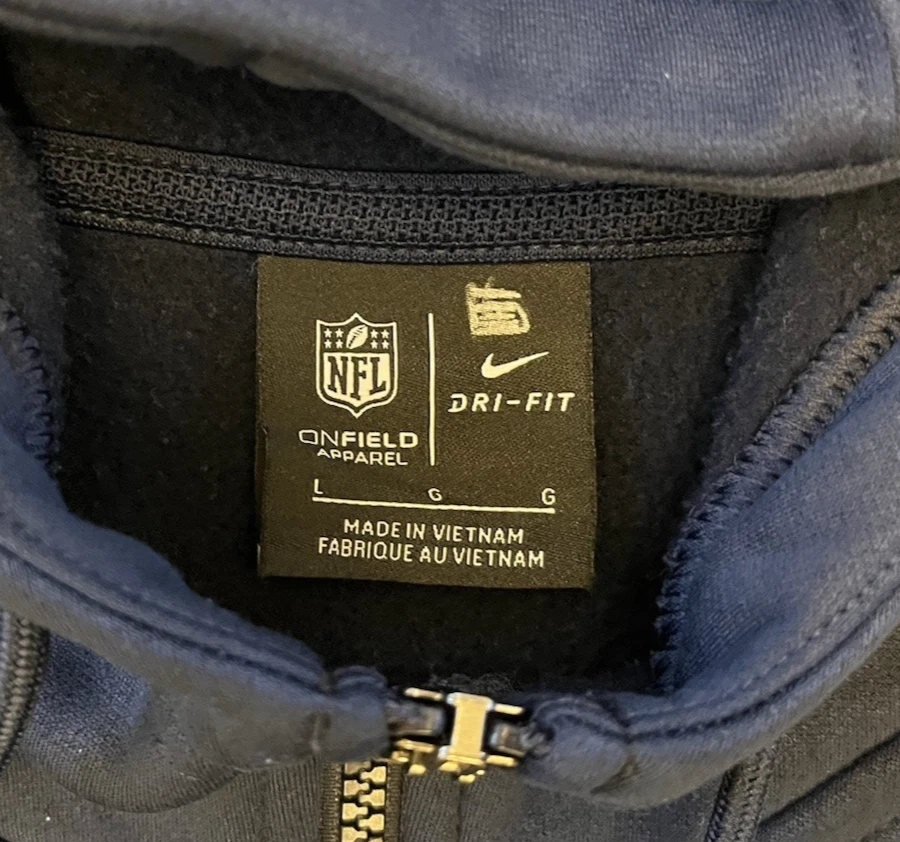 NFL
ONFIELD
APPAREL
DRI-FIT
L G G
MADE IN VIETNAM
FABRIQUE AU VIETNAM